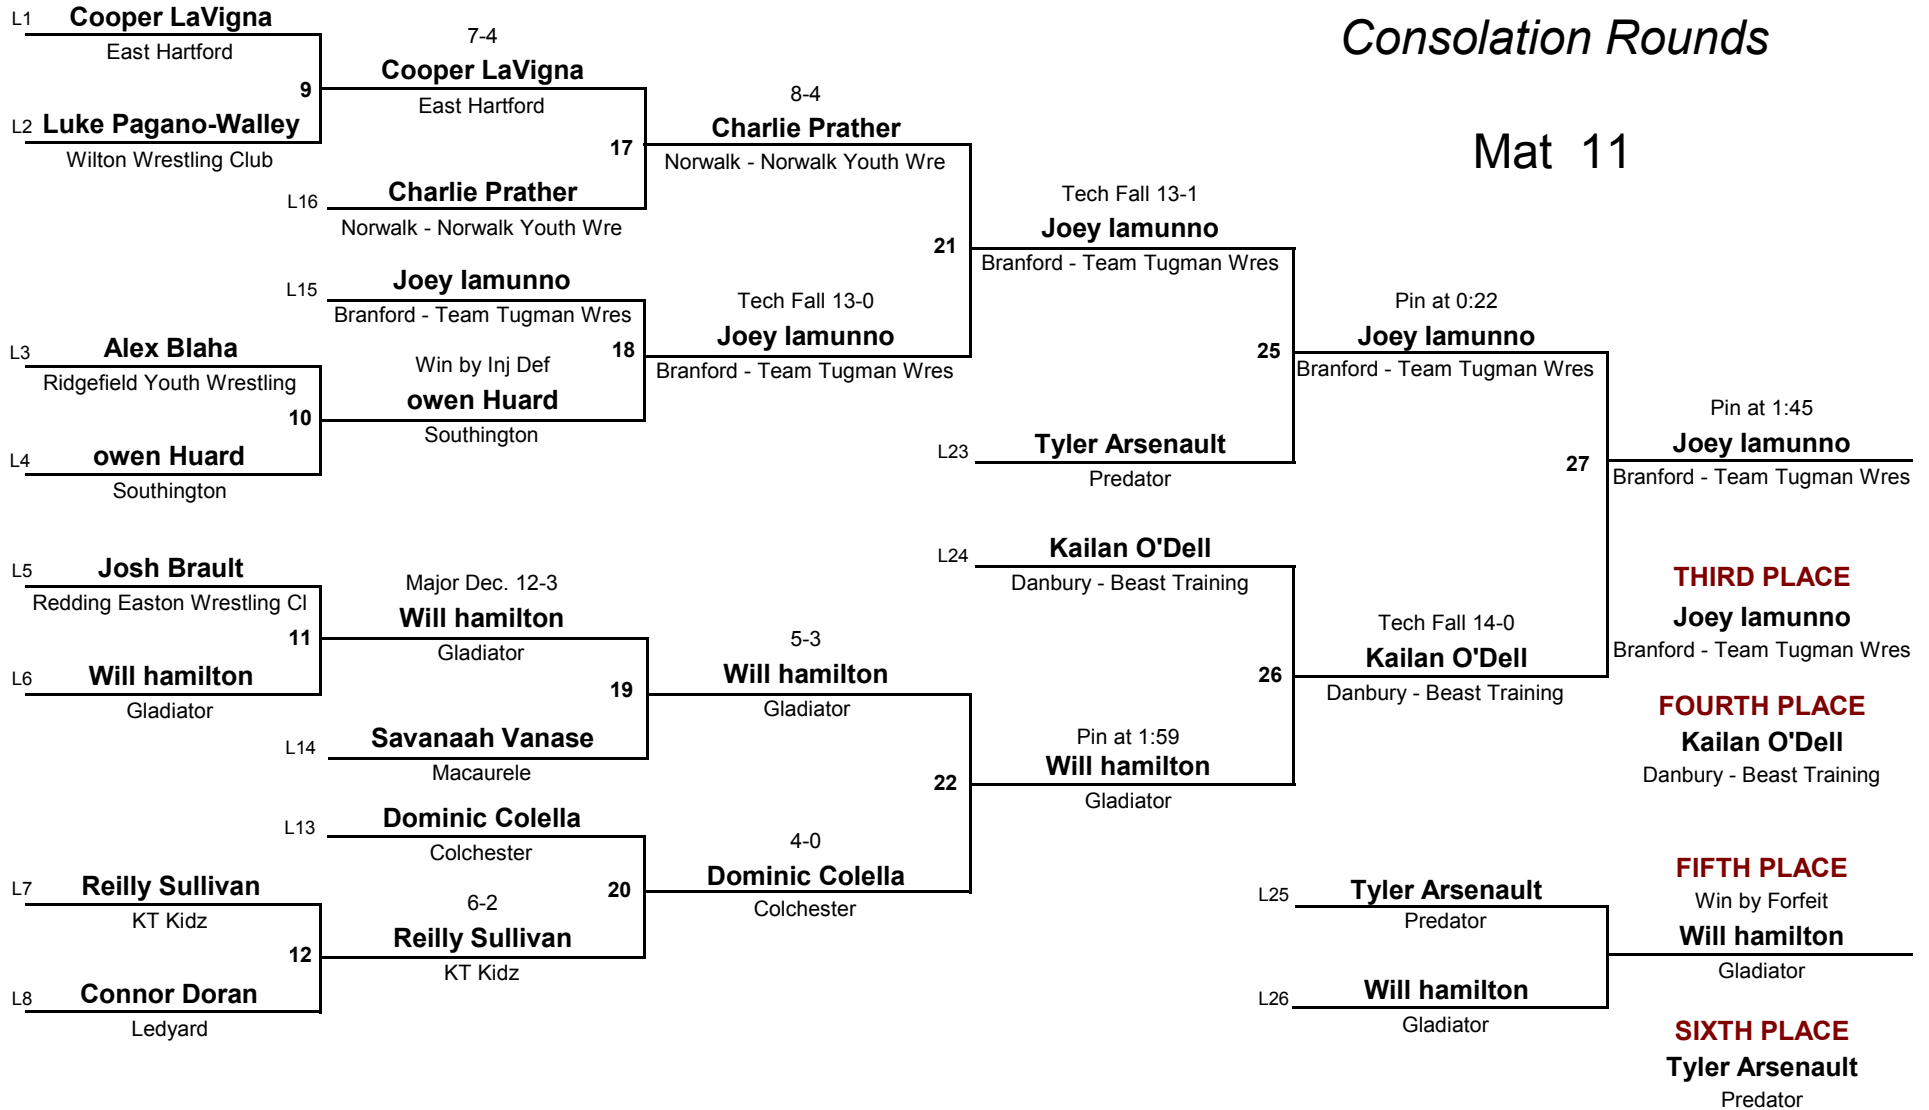 Consolation Rounds
Mat 11
L1 Cooper LaVigna
East Hartford
9
L2 Luke Pagano-Walley
Wilton Wrestling Club
7-4
Cooper LaVigna
East Hartford
17
L16 Charlie Prather
Norwalk - Norwalk Youth Wre
8-4
Charlie Prather
Norwalk - Norwalk Youth Wre
21
L15 Joey Iamunno
Branford - Team Tugman Wres
18
L3 Alex Blaha
Ridgefield Youth Wrestling
10
L4 owen Huard
Southington
Win by Inj Def
owen Huard
Southington
Tech Fall 13-0
Joey Iamunno
Branford - Team Tugman Wres
Tech Fall 13-1
Joey Iamunno
Branford - Team Tugman Wres
25
L23 Tyler Arsenault
Predator
Pin at 0:22
Joey Iamunno
Branford - Team Tugman Wres
27
Pin at 1:45
Joey Iamunno
Branford - Team Tugman Wres
L5 Josh Brault
Redding Easton Wrestling Cl
11
L6 Will hamilton
Gladiator
Major Dec. 12-3
Will hamilton
Gladiator
19
L14 Savanaah Vanase
Macaurele
5-3
Will hamilton
Gladiator
22
L13 Dominic Colella
Colchester
20
L7 Reilly Sullivan
KT Kidz
12
L8 Connor Doran
Ledyard
6-2
Reilly Sullivan
KT Kidz
4-0
Dominic Colella
Colchester
L24 Kailan O'Dell
Danbury - Beast Training
26
Pin at 1:59
Will hamilton
Gladiator
Tech Fall 14-0
Kailan O'Dell
Danbury - Beast Training
THIRD PLACE
Joey Iamunno
Branford - Team Tugman Wres
FOURTH PLACE
Kailan O'Dell
Danbury - Beast Training
L25 Tyler Arsenault
Predator
L26 Will hamilton
Gladiator
FIFTH PLACE
Win by Forfeit
Will hamilton
Gladiator
SIXTH PLACE
Tyler Arsenault
Predator